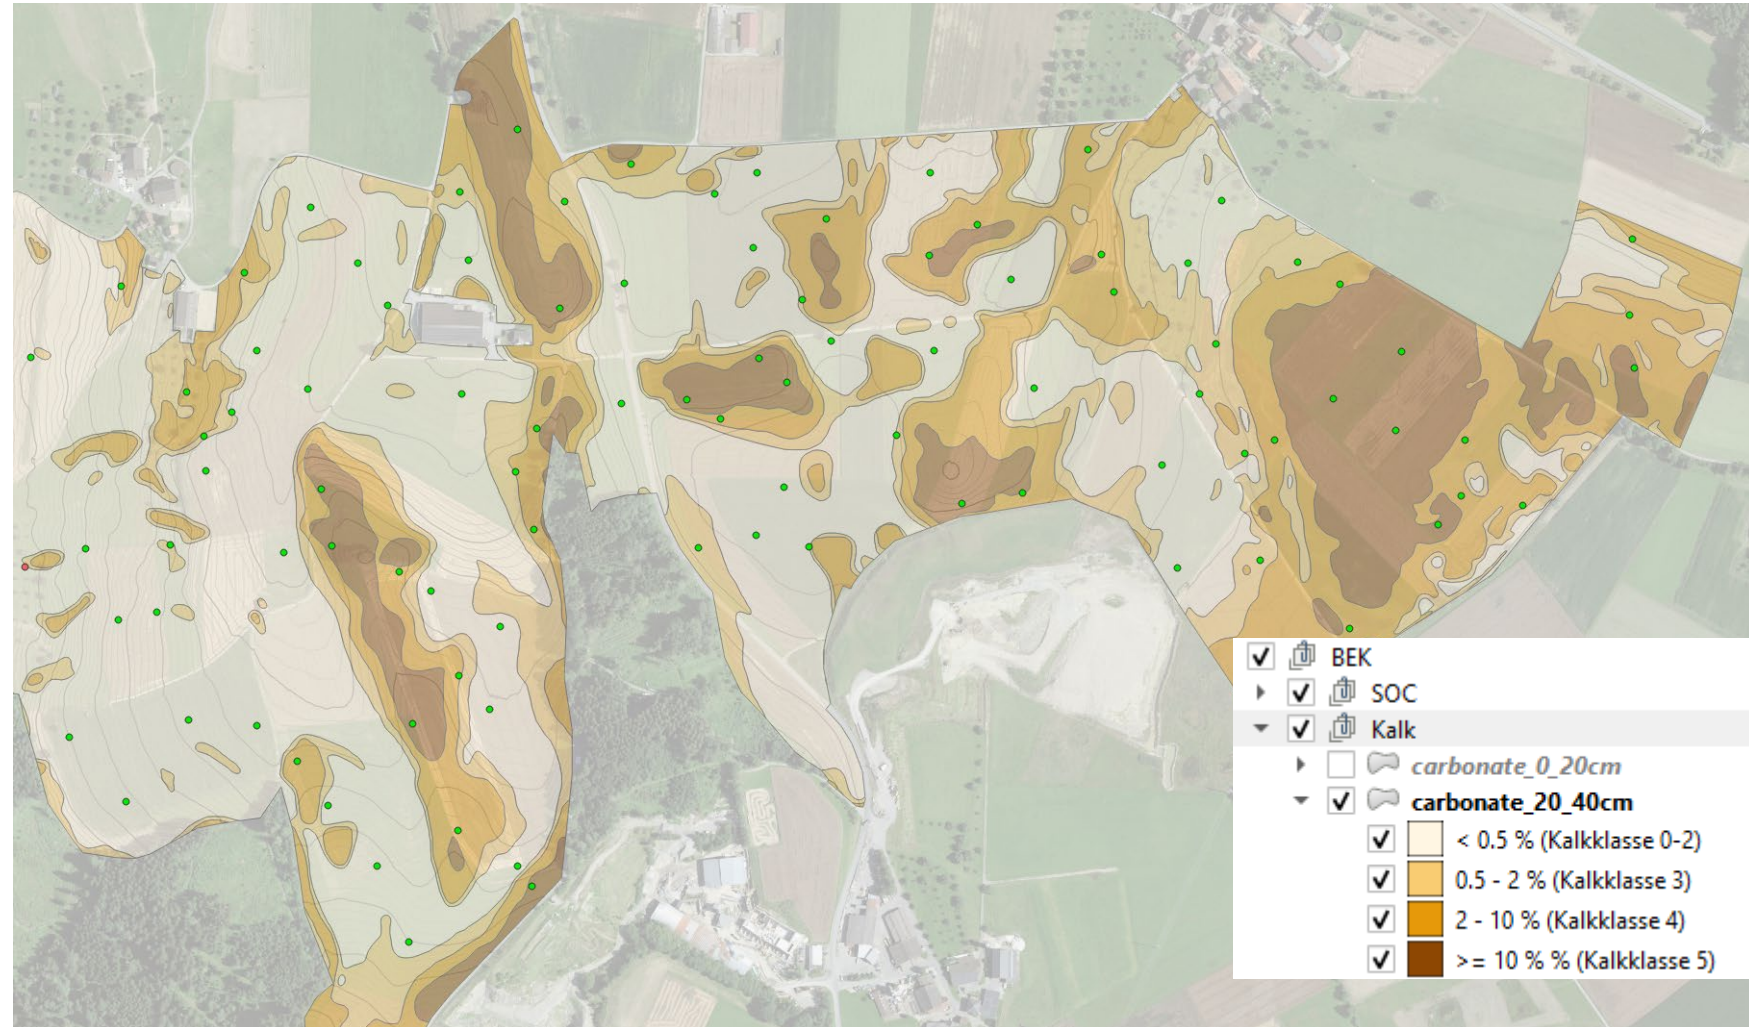 BEK
SOC
Kalk
carbonate_0_20cm
carbonate_20_40cm
< 0.5 % (Kalkklasse 0-2)
0.5 - 2 % (Kalkklasse 3)
2 - 10 % (Kalkklasse 4)
>= 10 % % (Kalkklasse 5)